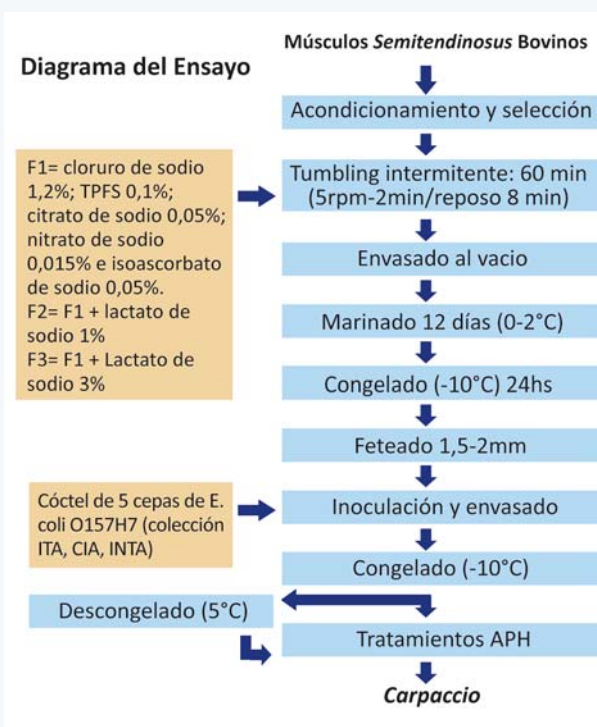 Diagrama del Ensayo
Músculos Semitendinosus Bovinos
Acondicionamiento y selección
F1= cloruro de sodio
1,2%; TPFS 0,1%;
citrato de sodio 0,05%;
nitrato de sodio
0,015% e isoascorbato
de sodio 0,05%.
F2= F1 + lactato de
sodio 1%
F3= F1 + Lactato de
sodio 3%
Tumbling intermitente: 60 min
(5rpm-2min/reposo 8 min)
Envasado al vacio
Marinado 12 días (0-2°C)
Congelado (-10°C) 24hs
Feteado 1,5-2mm
Cóctel de 5 cepas de E.
coli O157H7 (colección
ITA, CIA, INTA)
Inoculación y envasado
Congelado (-10°C)
Descongelado (5°C)
Tratamientos APH
Carpaccio